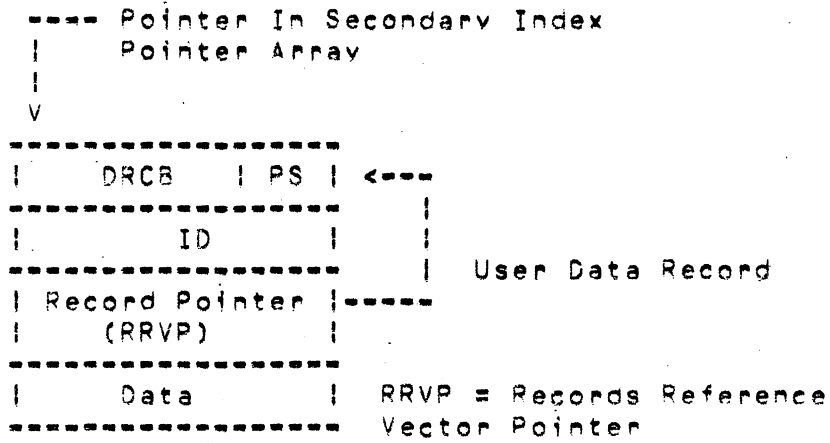 Pointer In Secondary Index
Pointer Array
V
DRCB | PS | <---
ID
User Data Record
Record Pointer
(RRVP)
Data
RRVP = Records Reference
Vector Pointer